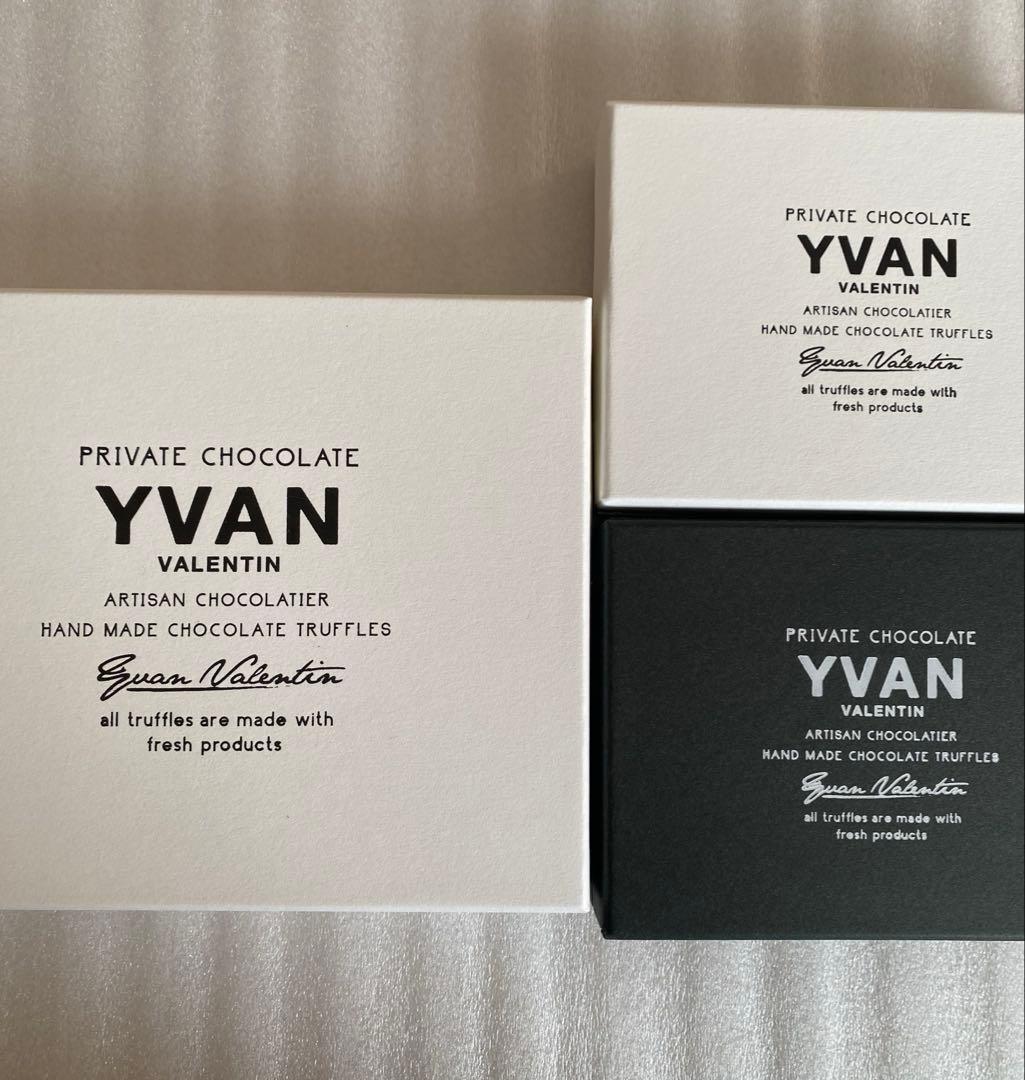 PRIVATE CHOCOLATE
YVAN
VALENTIN
ARTISAN CHOCOLATIER
HAND MADE CHOCOLATE TRUFFLES
Yvan Valentin
all truffles are made with
fresh products
PRIVATE CHOCOLATE
YVAN
VALENTIN
ARTISAN CHOCOLATIER
HAND MADE CHOCOLATE TRUFFLES
Yvan Valentin
all truffles are made with
fresh products
PRIVATE CHOCOLATE
YVAN
VALENTIN
ARTISAN CHOCOLATIER
HAND MADE CHOCOLATE TRUFFLES
Yvan Valentin
all truffles are made with
fresh products